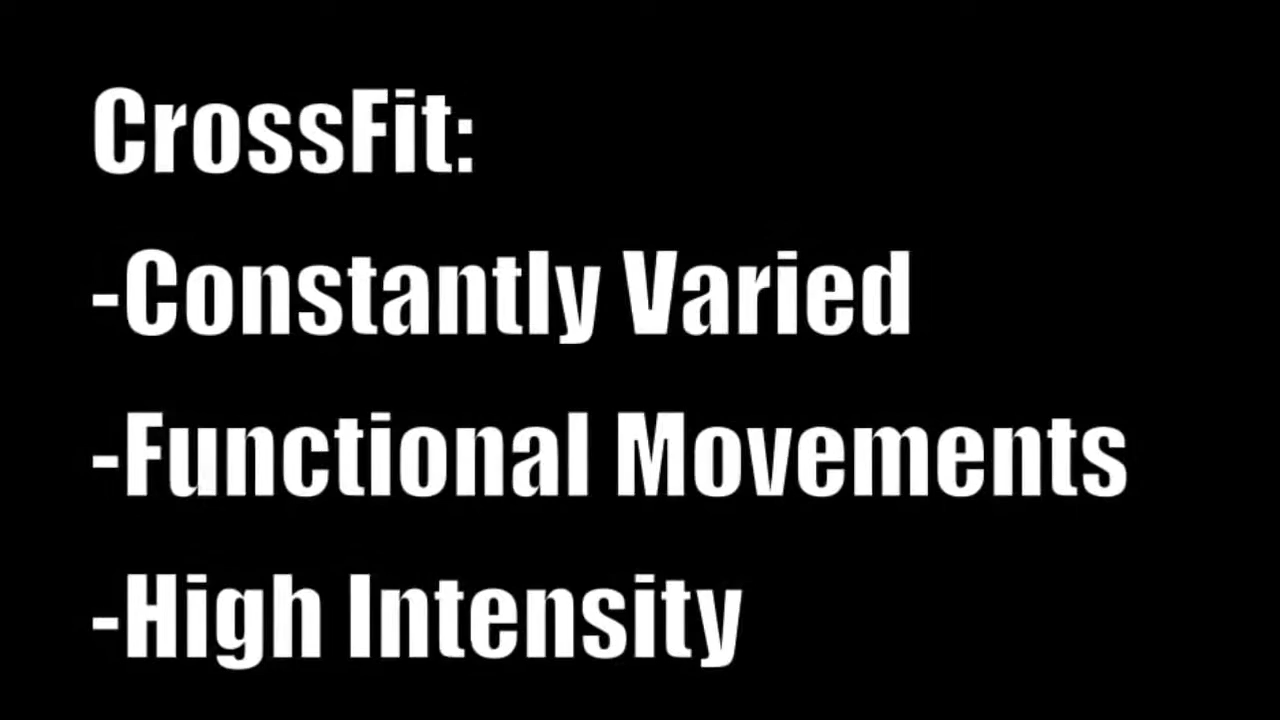 CrossFit:
-Constantly Varied
-Functional Movements
-High Intensity